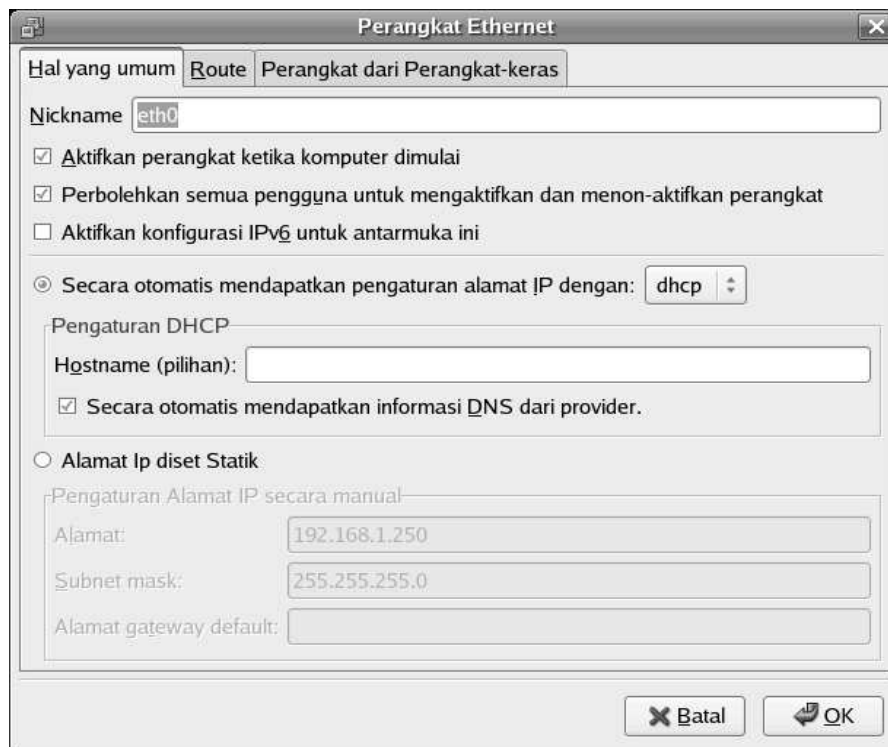 Perangkat Ethernet
Hal yang umum Route Perangkat dari Perangkat-keras
Nickname eth0
Aktifkan perangkat ketika komputer dimulai
Perbolehkan semua pengguna untuk mengaktifkan dan menon-aktifkan perangkat
Aktifkan konfigurasi IPv6 untuk antarmuka ini
Secara otomatis mendapatkan pengaturan alamat IP dengan: dhcp
Pengaturan DHCP
Hostname (pilihan):
Secara otomatis mendapatkan informasi DNS dari provider.
Alamat Ip diset Statik
Pengaturan Alamat IP secara manual
Alamat: 192.168.1.250
Subnet mask: 255.255.255.0
Alamat gateway default:
Batal OK